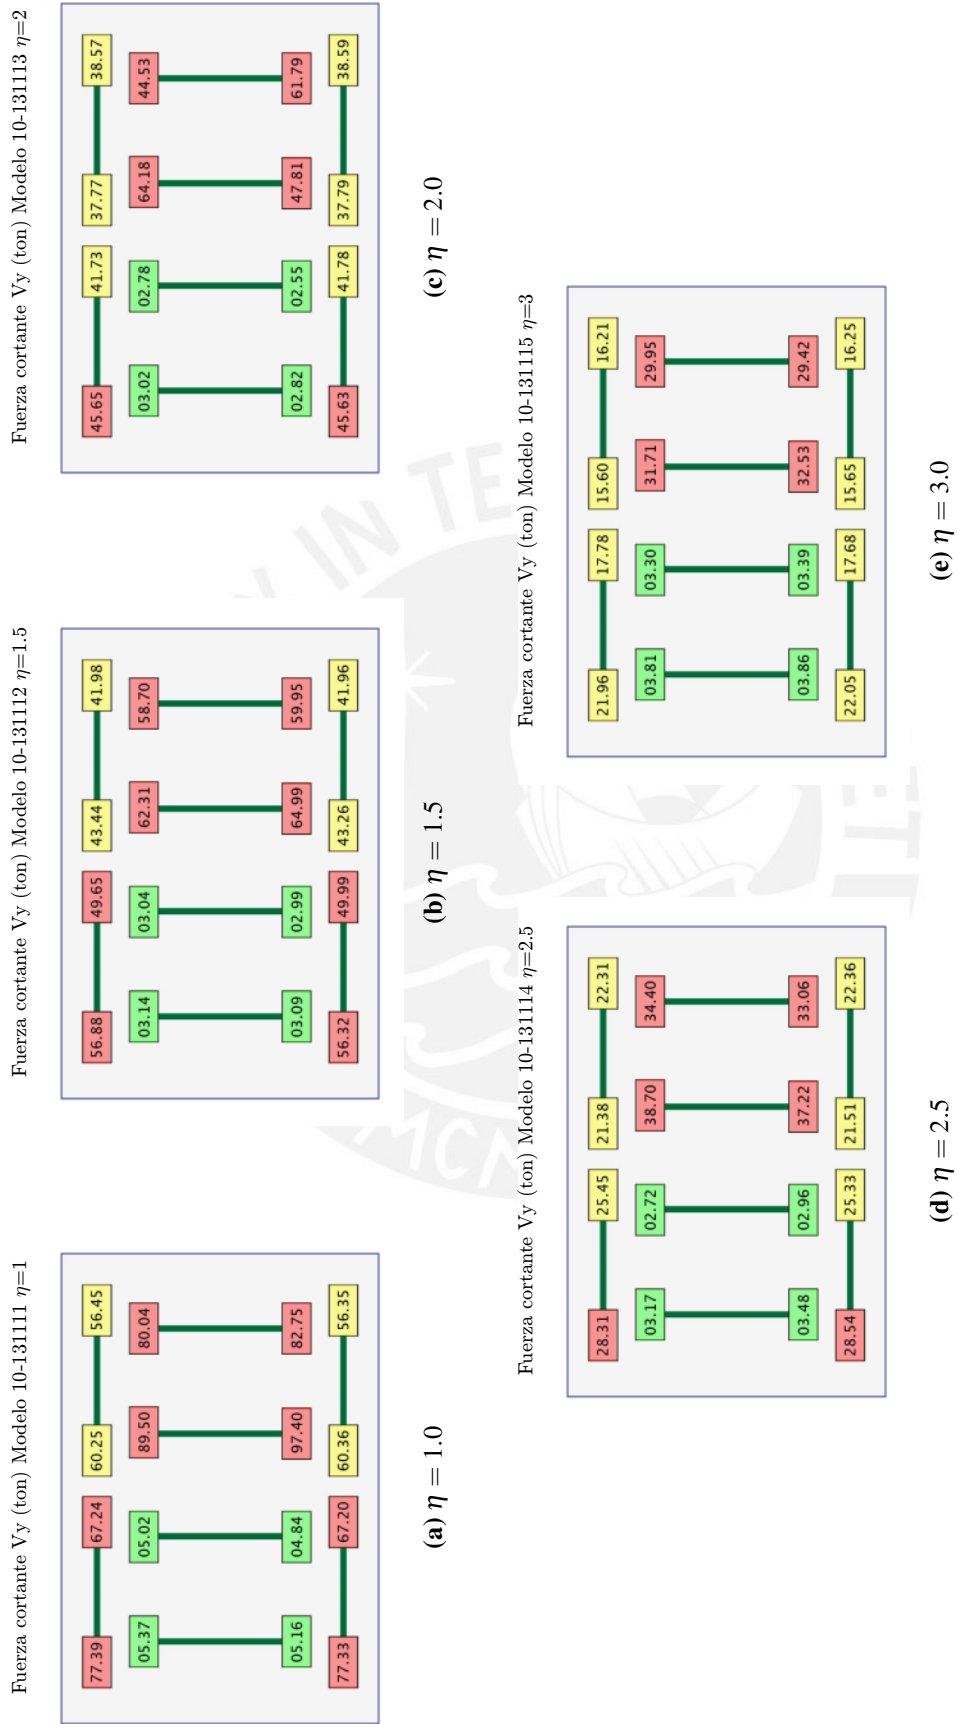 Fuerza cortante Vy (ton) Modelo 10-131111 η=1
77.39 67.24 60.25 56.45
05.37 05.02 89.50 80.04
05.16 04.84 97.40 82.75
77.33 67.20 60.36 56.35
(a) η = 1.0
Fuerza cortante Vy (ton) Modelo 10-131112 η=1.5
56.88 49.65 43.44 41.98
03.14 03.04 62.31 58.70
03.09 02.99 64.99 59.95
56.32 49.99 43.26 41.96
(b) η = 1.5
Fuerza cortante Vy (ton) Modelo 10-131113 η=2
45.65 41.73 37.77 38.57
03.02 02.78 64.18 44.53
02.82 02.55 47.81 61.79
45.63 41.78 37.79 38.59
(c) η = 2.0
Fuerza cortante Vy (ton) Modelo 10-131114 η=2.5
28.31 25.45 21.38 22.31
03.17 02.72 38.70 34.40
03.48 02.96 37.22 33.06
28.54 25.33 21.51 22.36
(d) η = 2.5
Fuerza cortante Vy (ton) Modelo 10-131115 η=3
21.96 17.78 15.60 16.21
03.81 03.30 31.71 29.95
03.86 03.39 32.53 29.42
22.05 17.68 15.65 16.25
(e) η = 3.0
IN